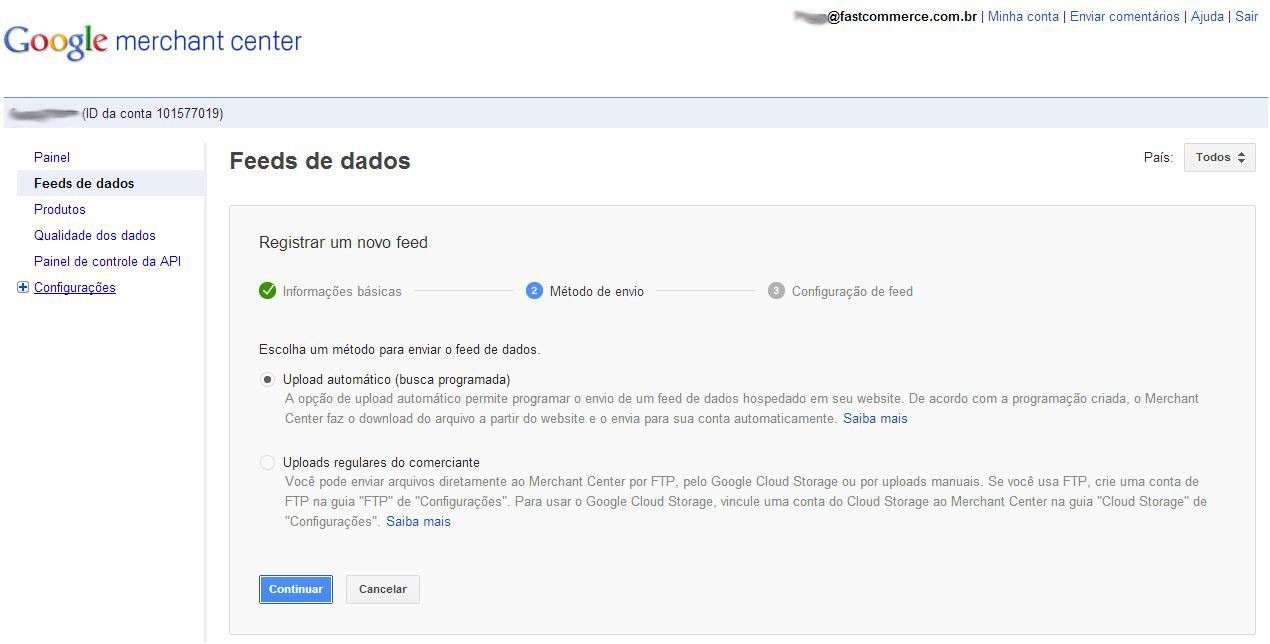 @fastcommerce.com.br | Minha conta | Enviar comentários | Ajuda | Sair
Google merchant center
(ID da conta 101577019)
Painel
Feeds de dados
Produtos
Qualidade dos dados
Painel de controle da API
Configurações
Feeds de dados
País: Todos
Registrar um novo feed
Informações básicas 2 Método de envio 3 Configuração de feed
Escolha um método para enviar o feed de dados.
Upload automático (busca programada)
A opção de upload automático permite programar o envio de um feed de dados hospedado em seu website. De acordo com a programação criada, o Merchant
Center faz o download do arquivo a partir do website e o envia para sua conta automaticamente. Saiba mais
Uploads regulares do comerciante
Você pode enviar arquivos diretamente ao Merchant Center por FTP, pelo Google Cloud Storage ou por uploads manuais. Se você usa FTP, crie uma conta de
FTP na guia "FTP" de "Configurações". Para usar o Google Cloud Storage, vincule uma conta do Cloud Storage ao Merchant Center na guia "Cloud Storage" de
"Configurações". Saiba mais
Continuar Cancelar